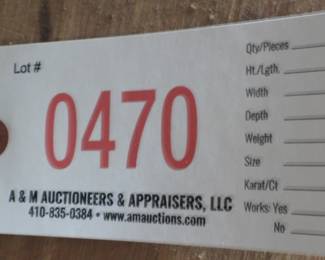 Lot #
0470
A & M AUCTIONEERS & APPRAISERS, LLC
410-835-0384 • www.amauctions.com
Qty/Pieces
Ht./Lgth.
Width
Depth
Weight
Size
Karat/Ct
Works: Yes
No